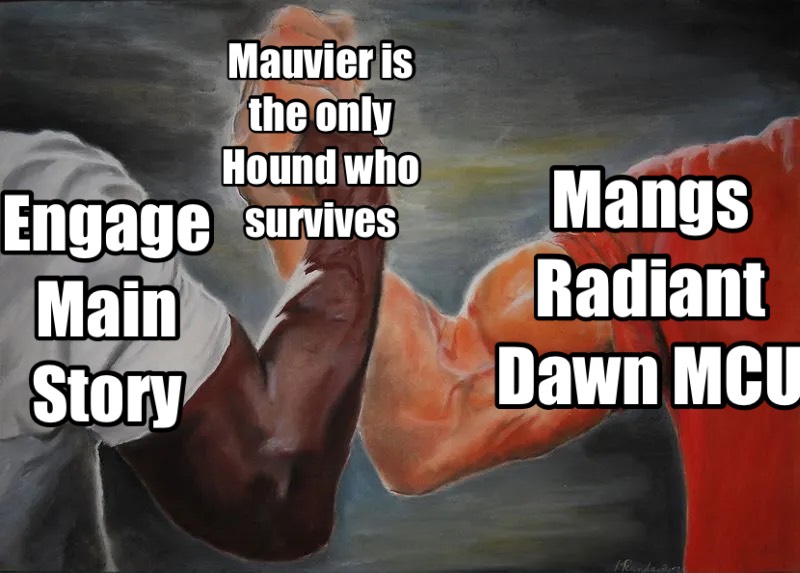 Mauvier is
the only
Hound who
survives
Engage
Main
Story
Mangs
Radiant
Dawn MCU